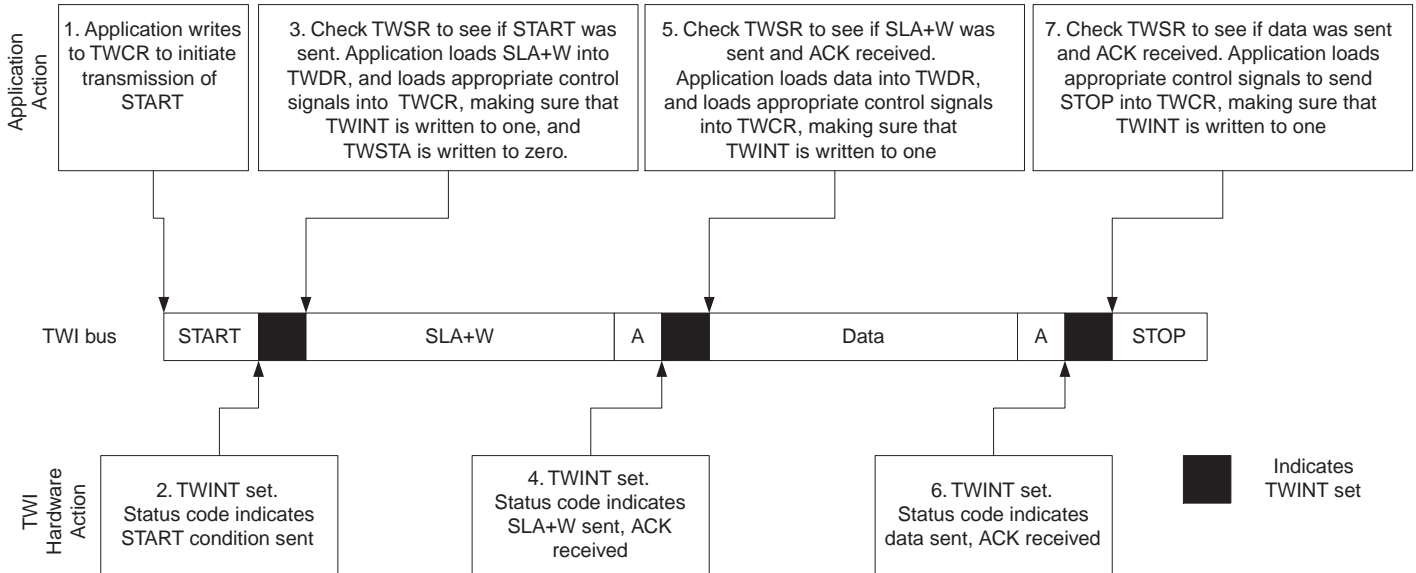 Application
Action
1. Application writes
to TWCR to initiate
transmission of
START
3. Check TWSR to see if START was
sent. Application loads SLA+W into
TWDR, and loads appropriate control
signals into TWCR, making sure that
TWINT is written to one, and
TWSTA is written to zero.
5. Check TWSR to see if SLA+W was
sent and ACK received.
Application loads data into TWDR,
and loads appropriate control signals
into TWCR, making sure that
TWINT is written to one
7. Check TWSR to see if data was sent
and ACK received. Application loads
appropriate control signals to send
STOP into TWCR, making sure that
TWINT is written to one
TWI bus
START
SLA+W
A
Data
A
STOP
TWI
Hardware
Action
2. TWINT set.
Status code indicates
START condition sent
4. TWINT set.
Status code indicates
SLA+W sent, ACK
received
6. TWINT set.
Status code indicates
data sent, ACK received
Indicates
TWINT set